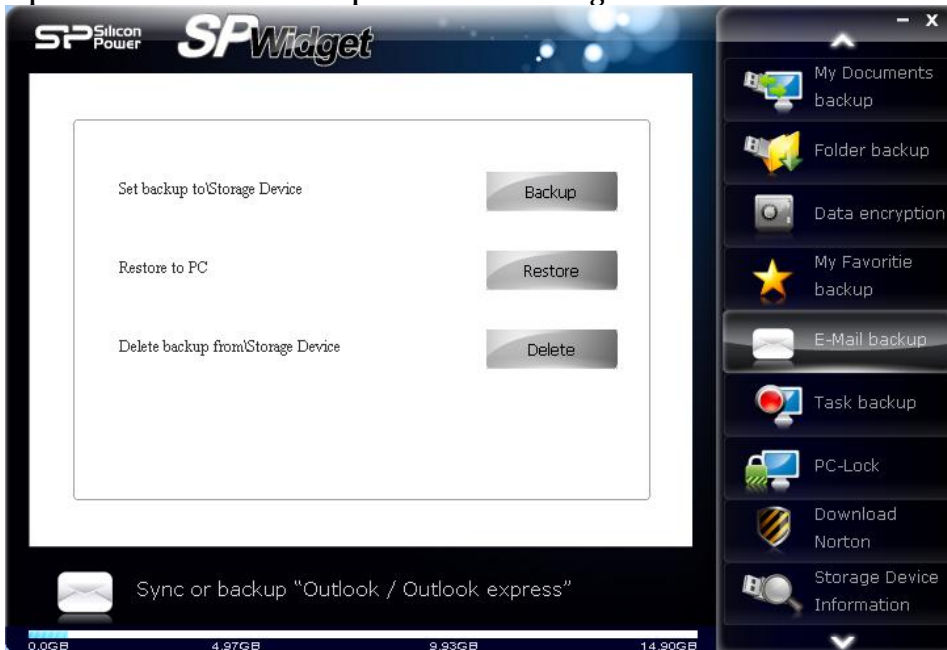 SP Silicon Power
SPWidget
- x
Set backup to\Storage Device
Backup
Restore to PC
Restore
Delete backup from\Storage Device
Delete
Sync or backup “Outlook / Outlook express”
0.0GB 4.97GB 9.93GB 14.90GB
My Documents
backup
Folder backup
Data encryption
My Favoritie
backup
E-Mail backup
Task backup
PC-Lock
Download
Norton
Storage Device
Information